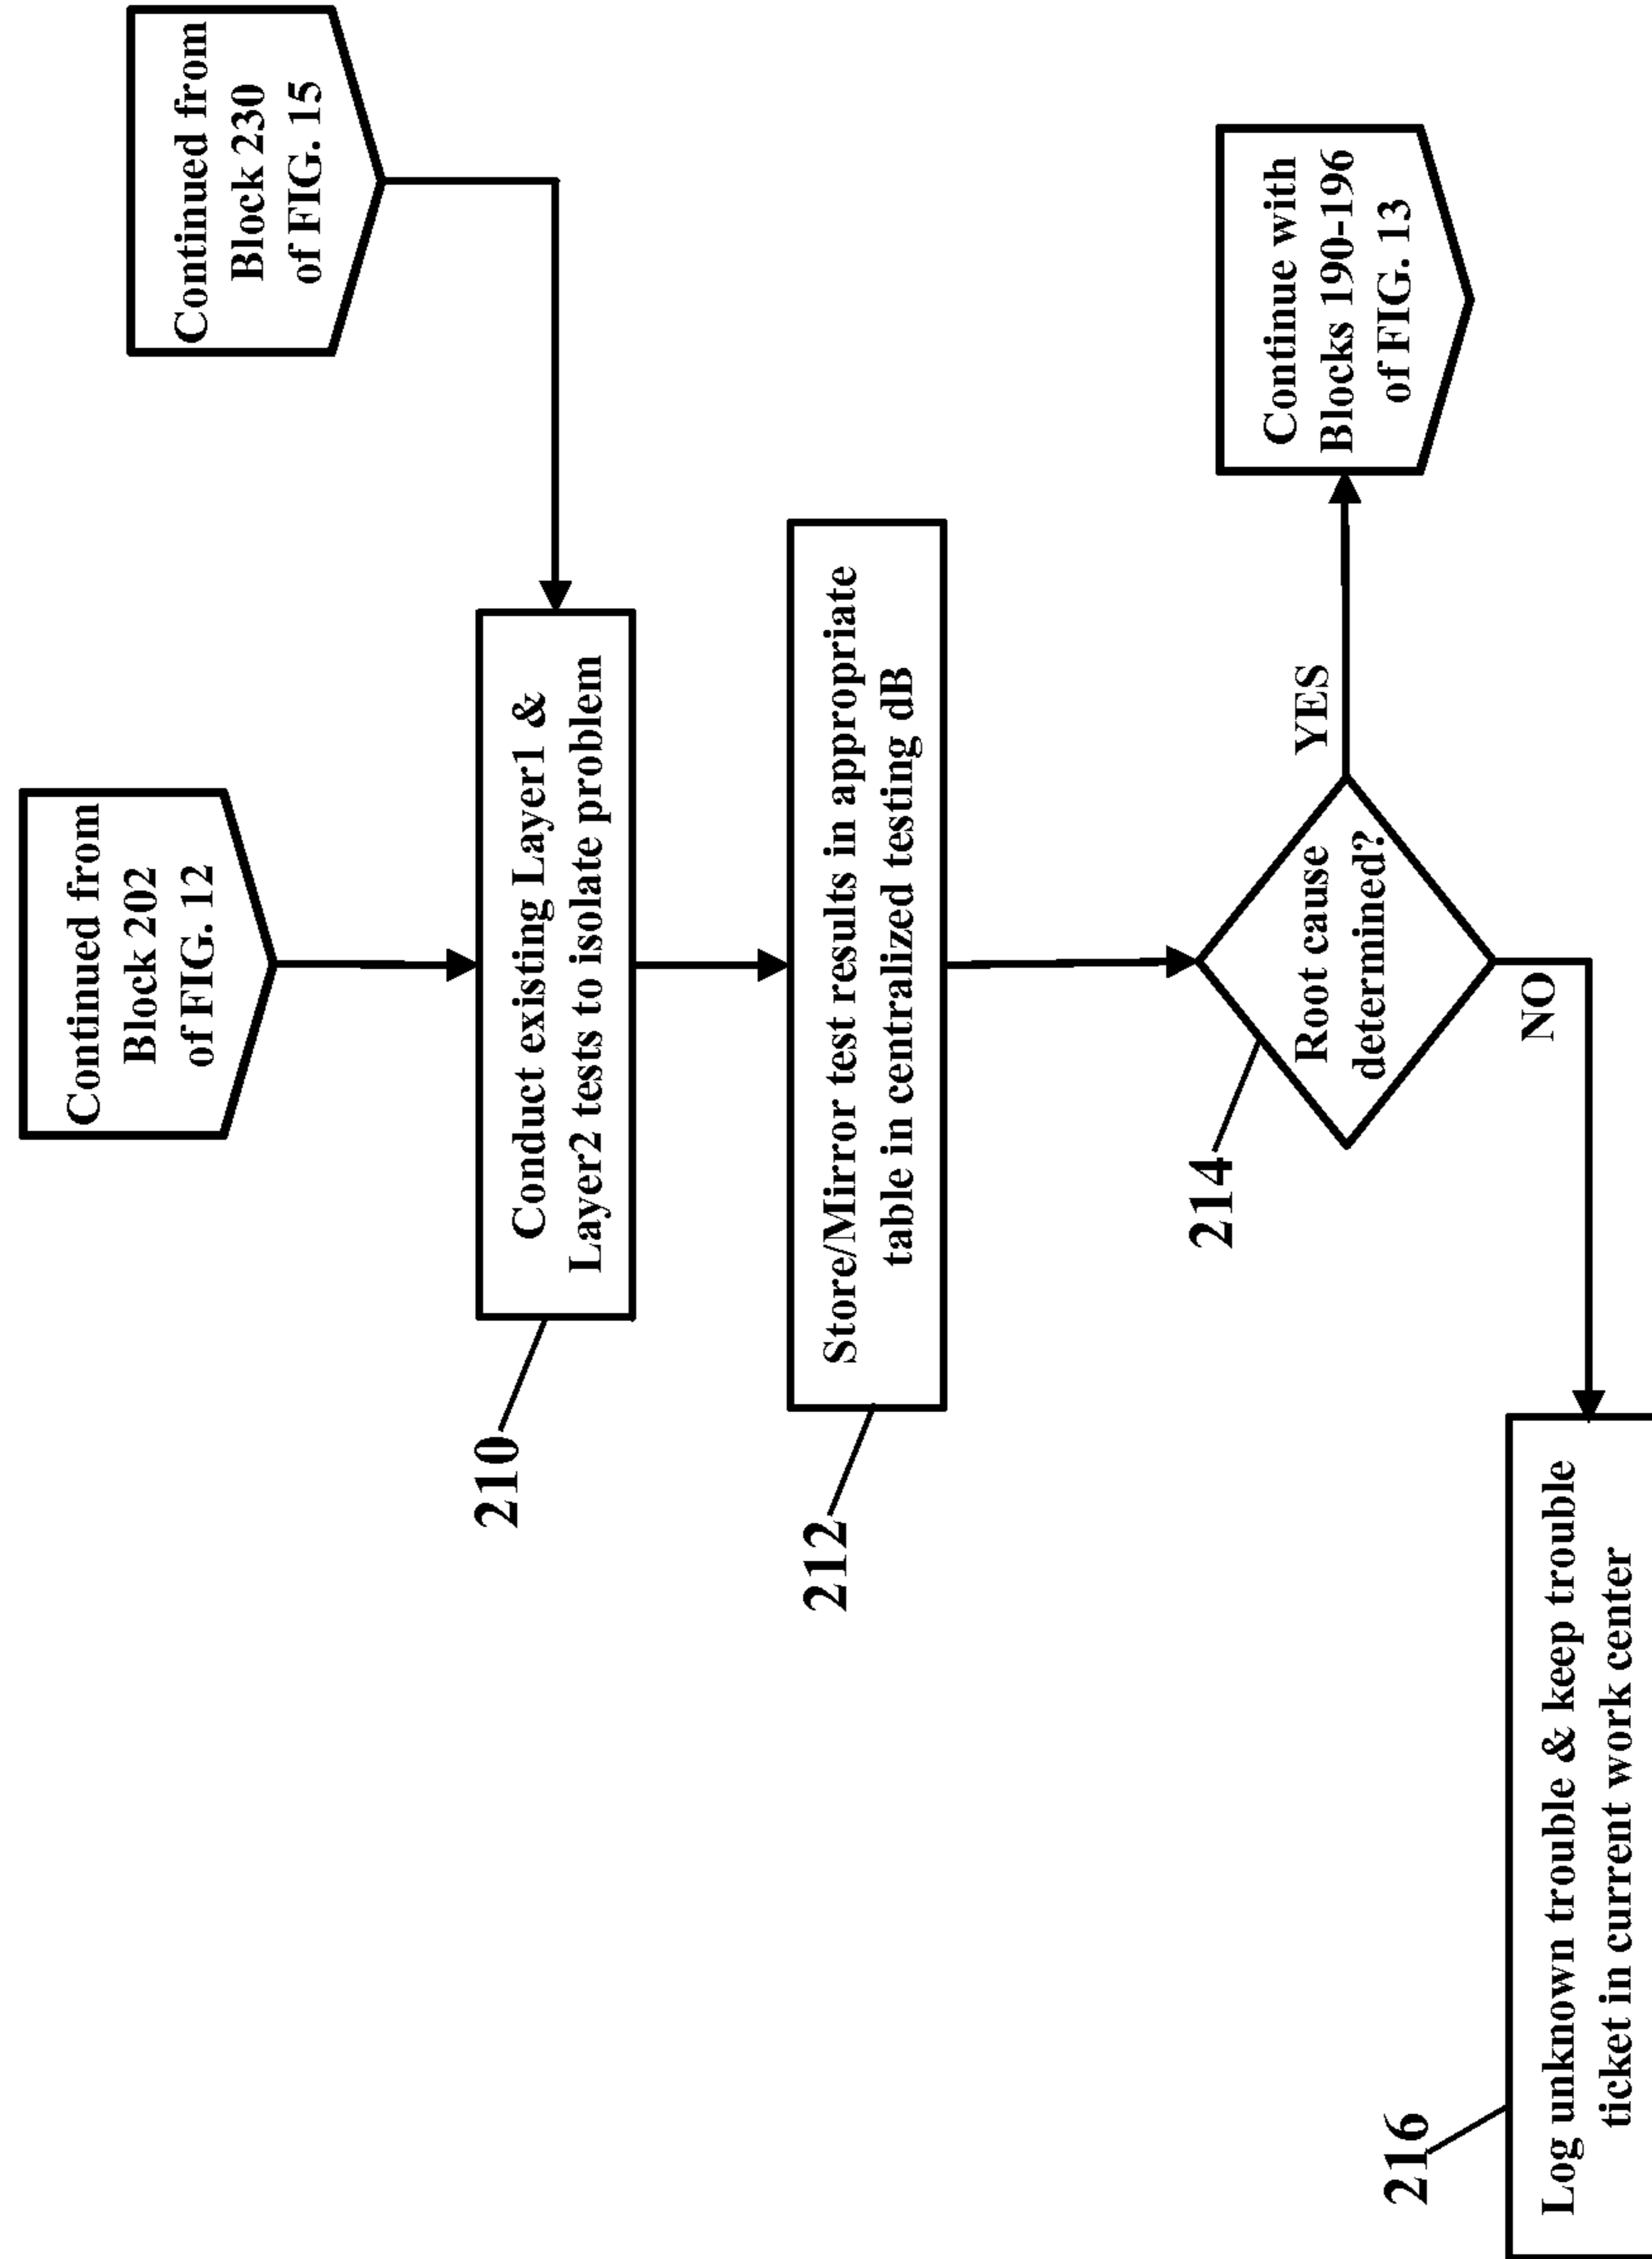 Continued from
Block 202
of FIG. 12
Continued from
Block 230
of FIG. 15
210
Conduct existing Layer1 &
Layer2 tests to isolate problem
212
Store/Mirror test results in appropriate
table in centralized testing dB
214
Root cause
determined?
YES
Continue with
Blocks 190-196
of FIG. 13
NO
216
Log unknown trouble & keep trouble
ticket in current work center